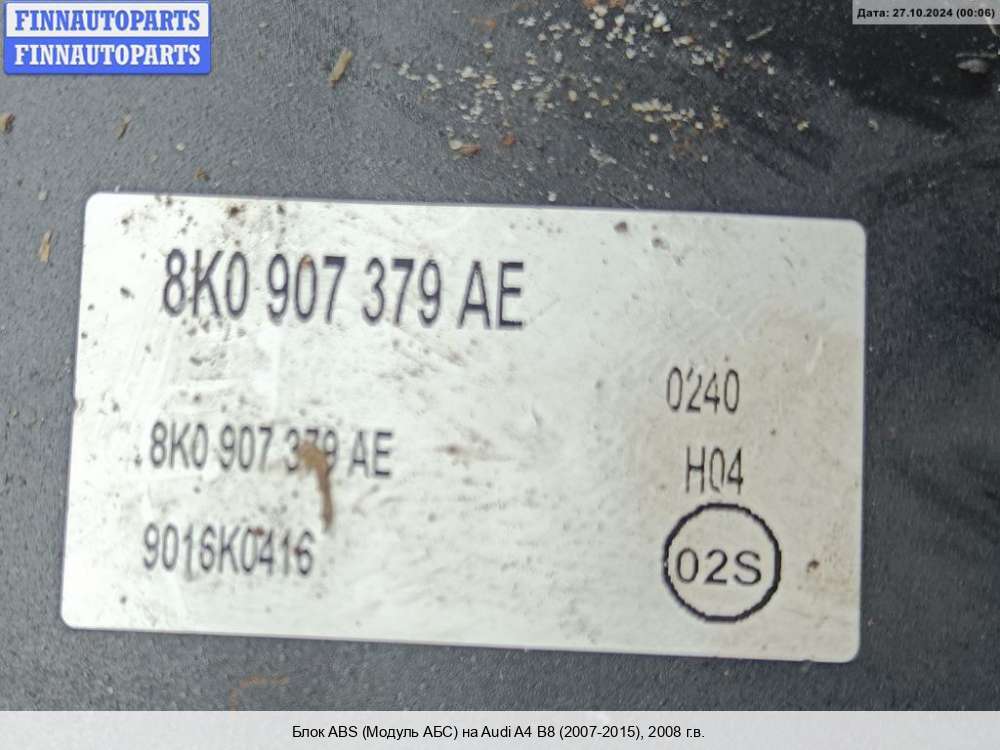 FINNAUTOPARTS
FINNAUTOPARTS
Дата: 27.10.2024 (00:06)
8K0 907 379 AE
0240
8K0 907 379 AE
H04
9016K0416
02S
Блок ABS (Модуль АБС) на Audi A4 B8 (2007-2015), 2008 г.в.